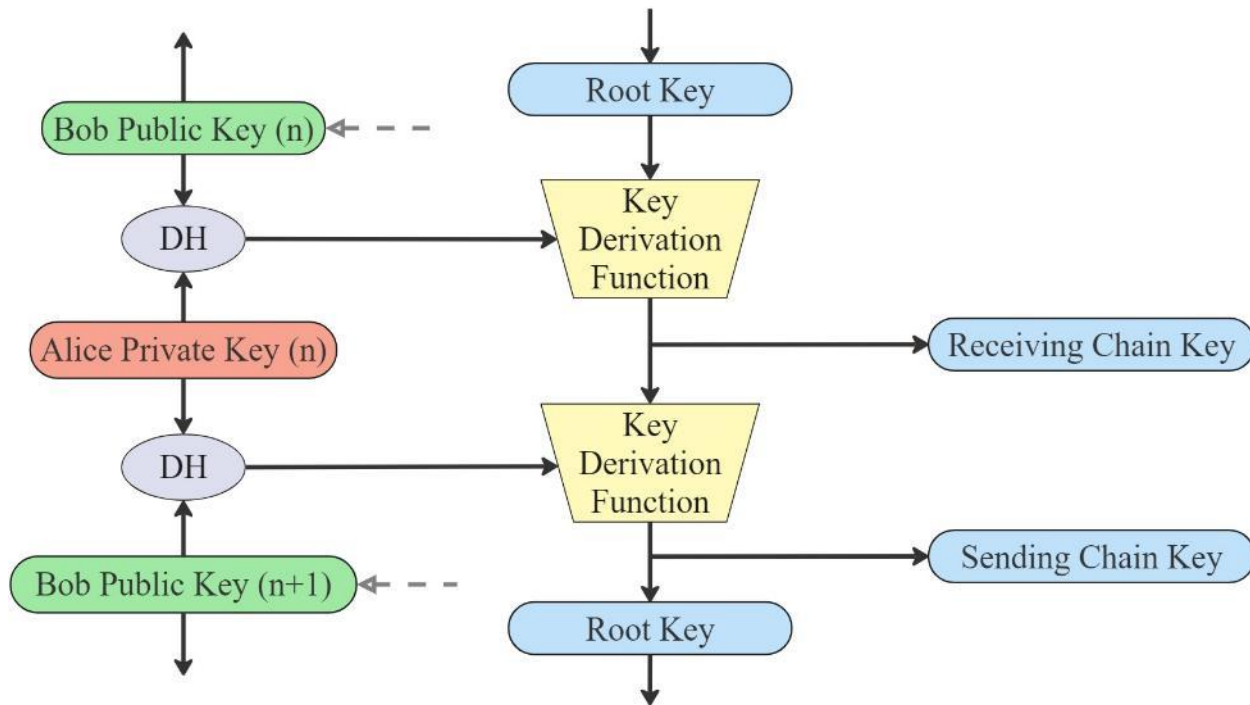 Root Key
Bob Public Key (n)
Key
Derivation
Function
DH
Alice Private Key (n)
Receiving Chain Key
Key
Derivation
Function
DH
Sending Chain Key
Bob Public Key (n+1)
Root Key